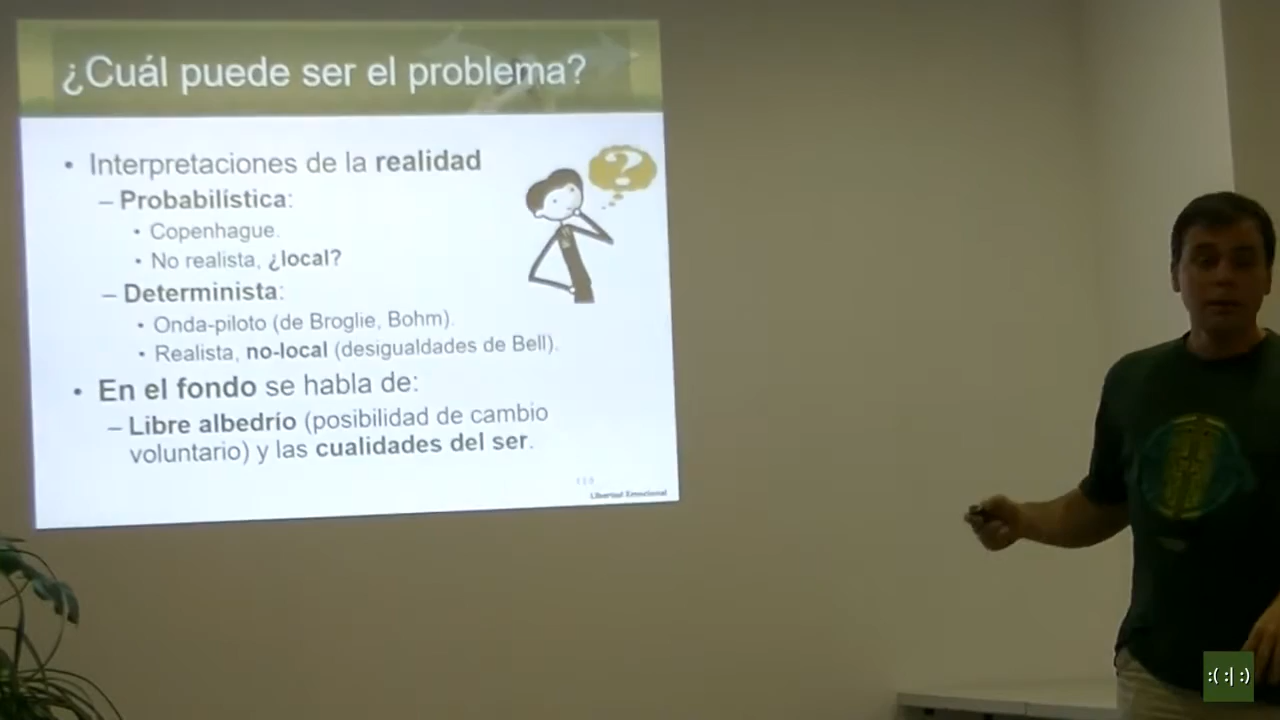 ¿Cuál puede ser el problema?
• Interpretaciones de la realidad
– Probabilística:
• Copenhague.
• No realista, ¿local?
– Determinista:
• Onda-piloto (de Broglie, Bohm).
• Realista, no-local (desigualdades de Bell).
• En el fondo se habla de:
– Libre albedrío (posibilidad de cambio
voluntario) y las cualidades del ser.
Libertad Emocional
?
:( :| :)